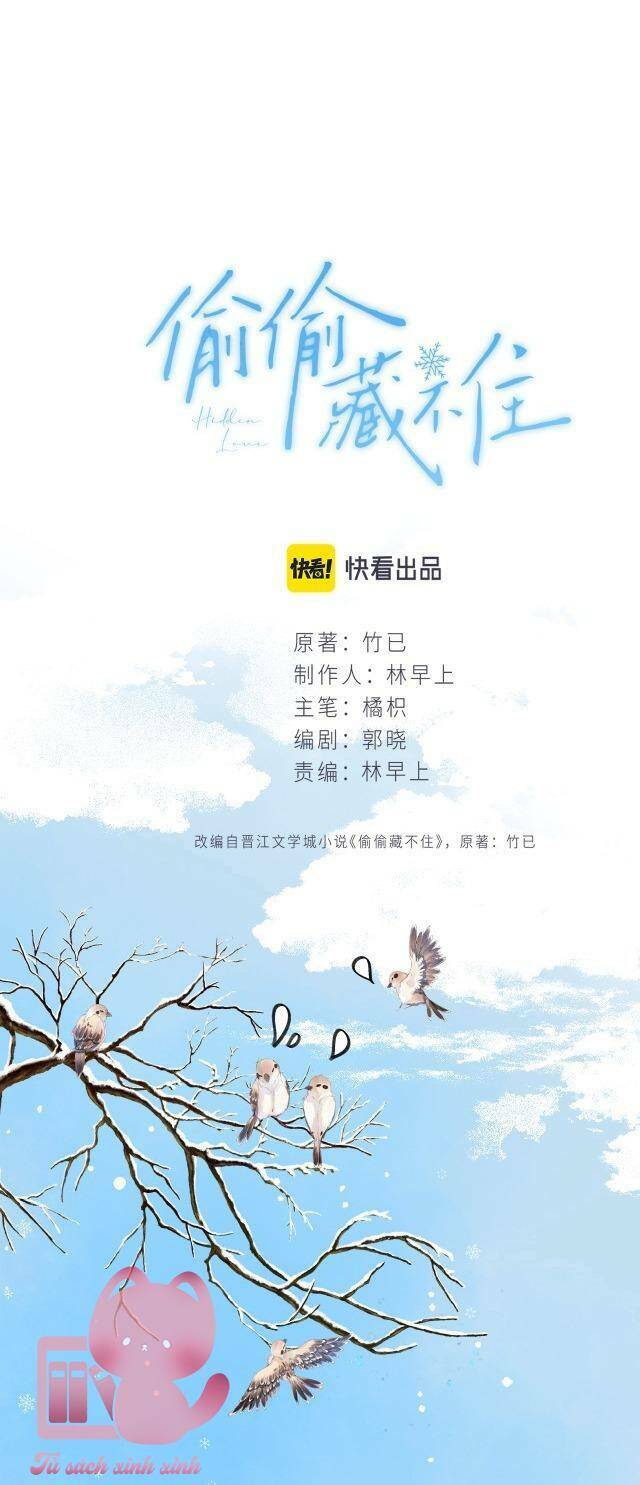 偷偷藏不住
Hidden
Love
快看! 快看出品
原著：竹已
制作人：林早上
主笔：橘枳
编剧：郭晓
责编：林早上
改编自晋江文学城小说《偷偷藏不住》，原著：竹已
Tủ sách xinh xinh